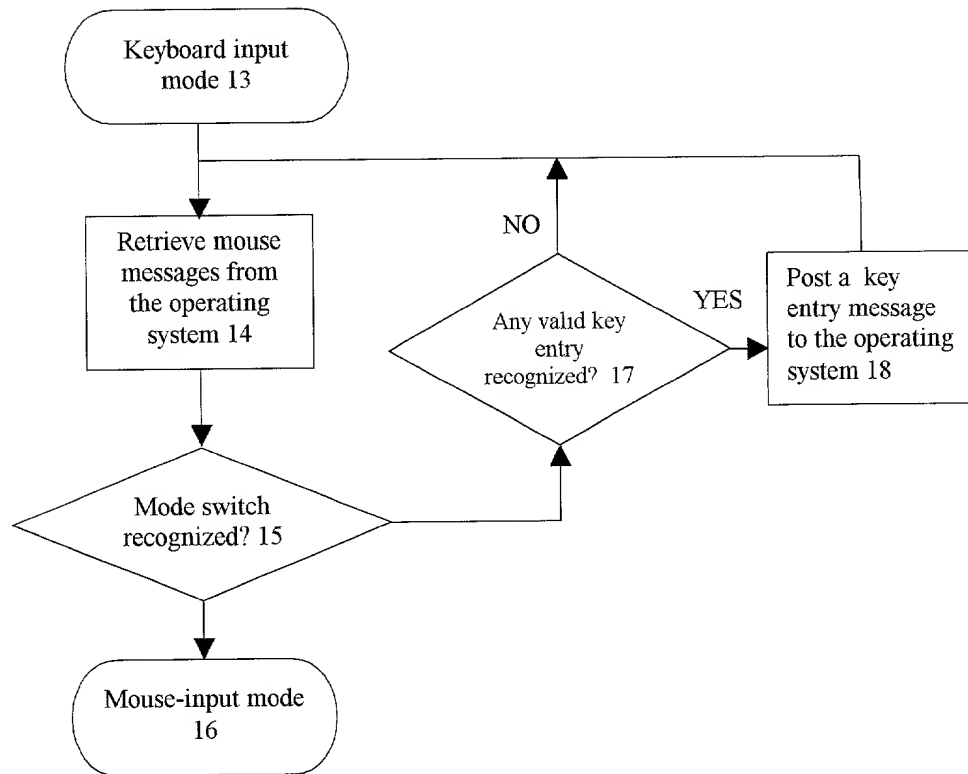 Keyboard input
mode 13
Retrieve mouse
messages from
the operating
system 14
NO
YES
Any valid key
entry
recognized? 17
Post a key
entry message
to the operating
system 18
Mode switch
recognized? 15
Mouse-input mode
16